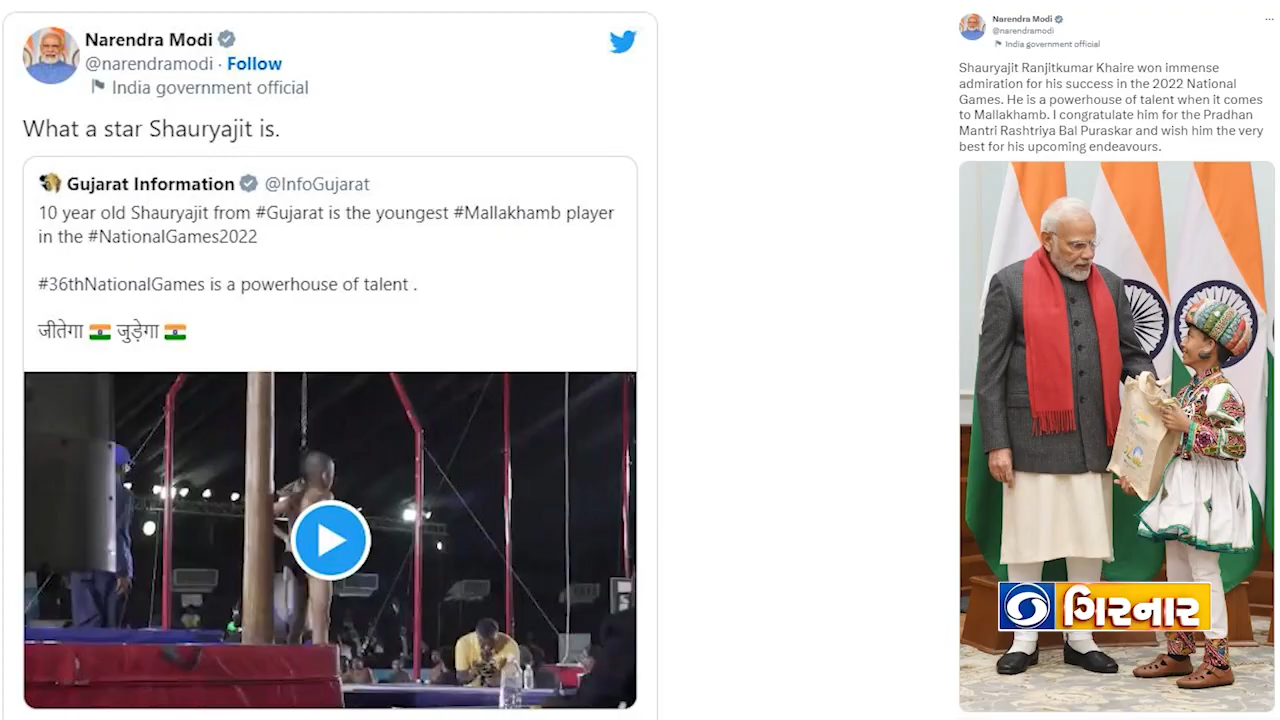 Narendra Modi
@narendramodi · Follow
India government official
What a star Shauryajit is.
Gujarat Information @InfoGujarat
10 year old Shauryajit from #Gujarat is the youngest #Mallakhamb player
in the #NationalGames2022
#36thNationalGames is a powerhouse of talent .
जीतेगा 🇮🇳 जुड़ेगा 🇮🇳
Narendra Modi
@narendramodi
India government official
...
Shauryajit Ranjitkumar Khaire won immense
admiration for his success in the 2022 National
Games. He is a powerhouse of talent when it comes
to Mallakhamb. I congratulate him for the Pradhan
Mantri Rashtriya Bal Puraskar and wish him the very
best for his upcoming endeavours.
ગિરનાર